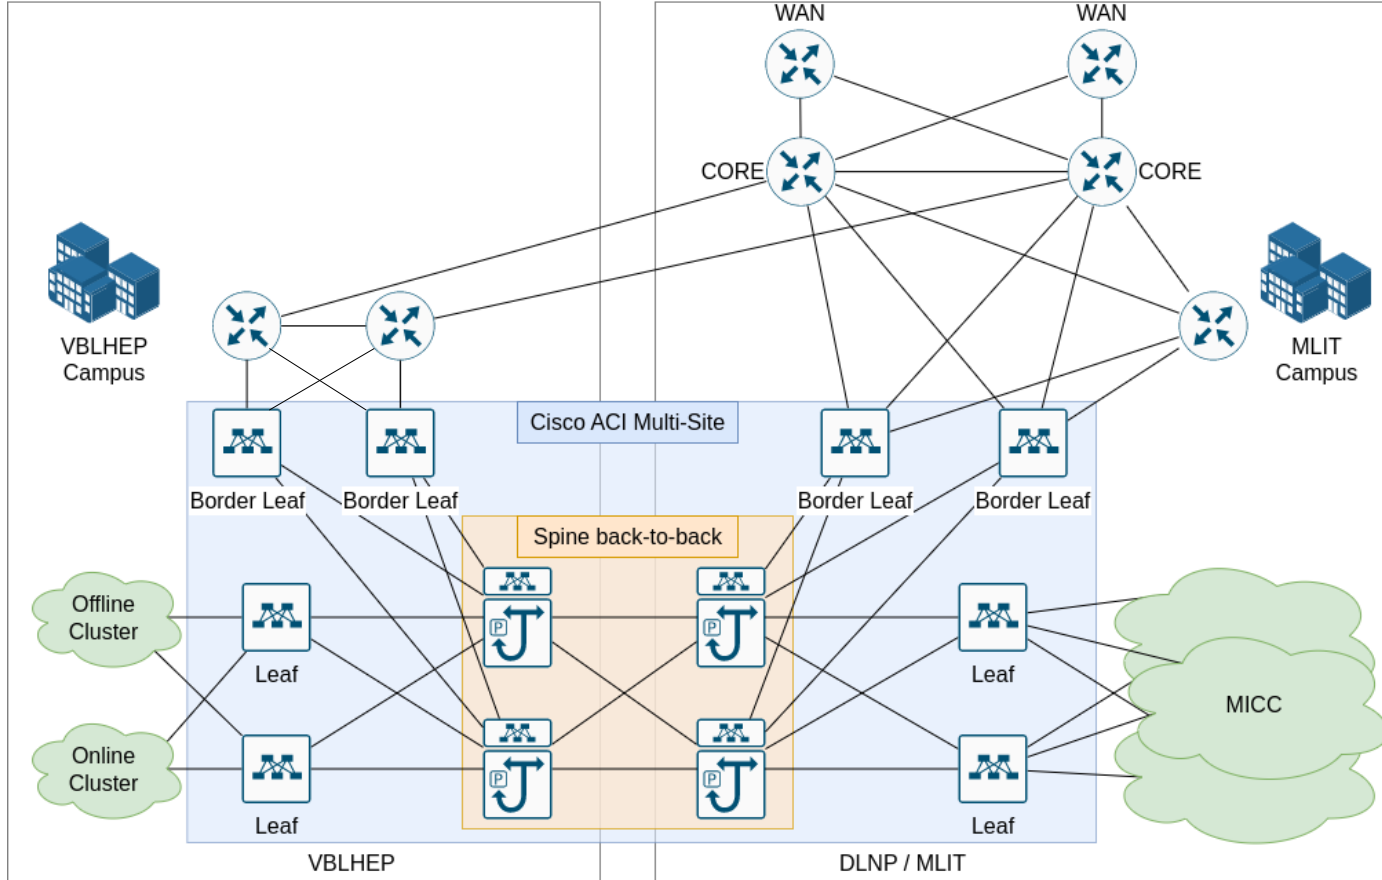 WAN
WAN
CORE
CORE
VBLHEP
Campus
MLIT
Campus
Cisco ACI Multi-Site
Border Leaf
Border Leaf
Border Leaf
Border Leaf
Spine back-to-back
Offline
Cluster
P
P
Leaf
Leaf
MICC
Online
Cluster
P
P
Leaf
Leaf
VBLHEP
DLNP / MLIT